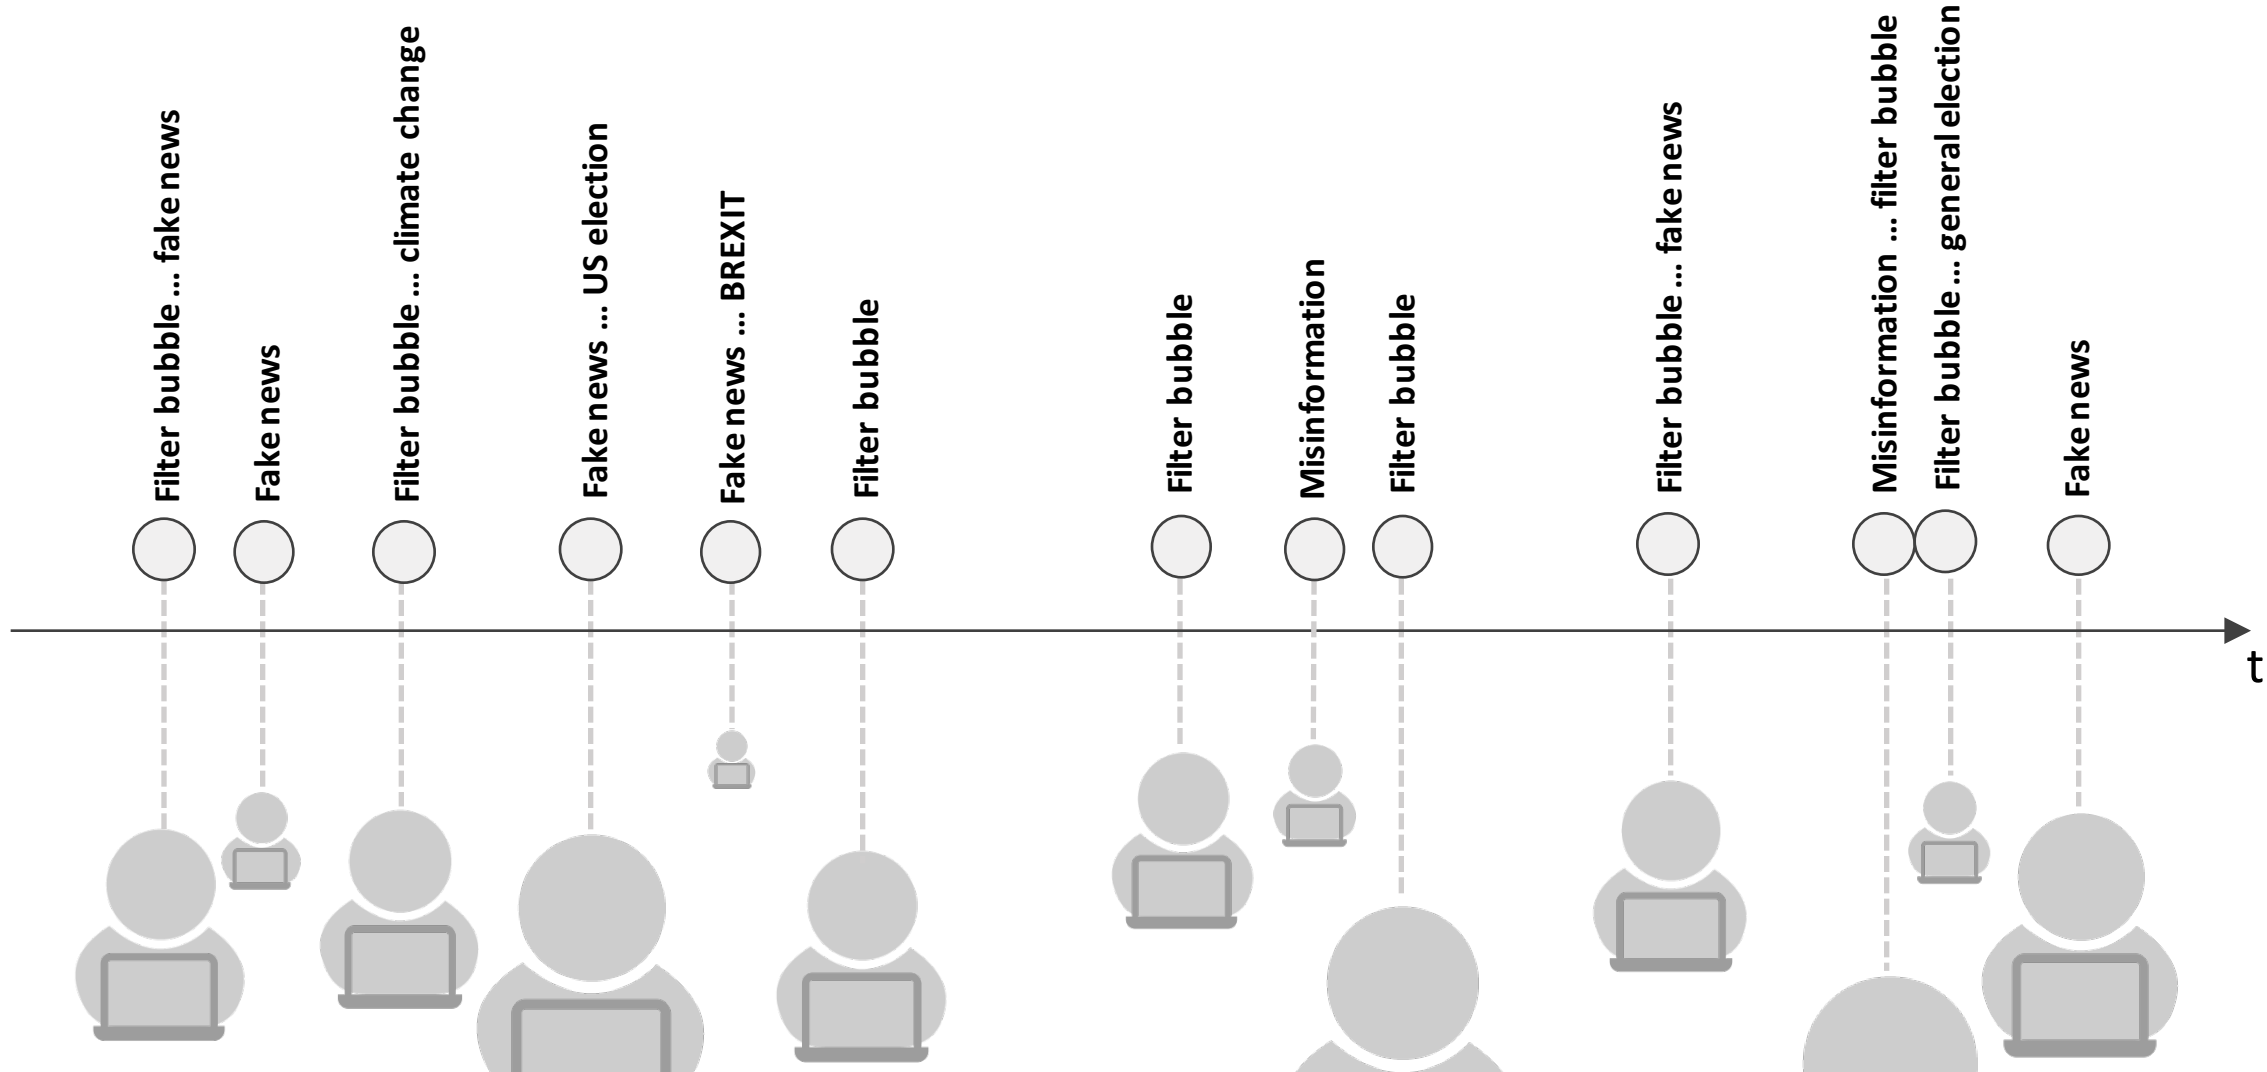 Filter bubble ... fake news
Fake news
Filter bubble ... climate change
Fake news ... US election
Fake news ... BREXIT
Filter bubble
Filter bubble
Misinformation
Filter bubble
Filter bubble ... fake news
Misinformation ... filter bubble
Filter bubble ... general election
Fake news
t